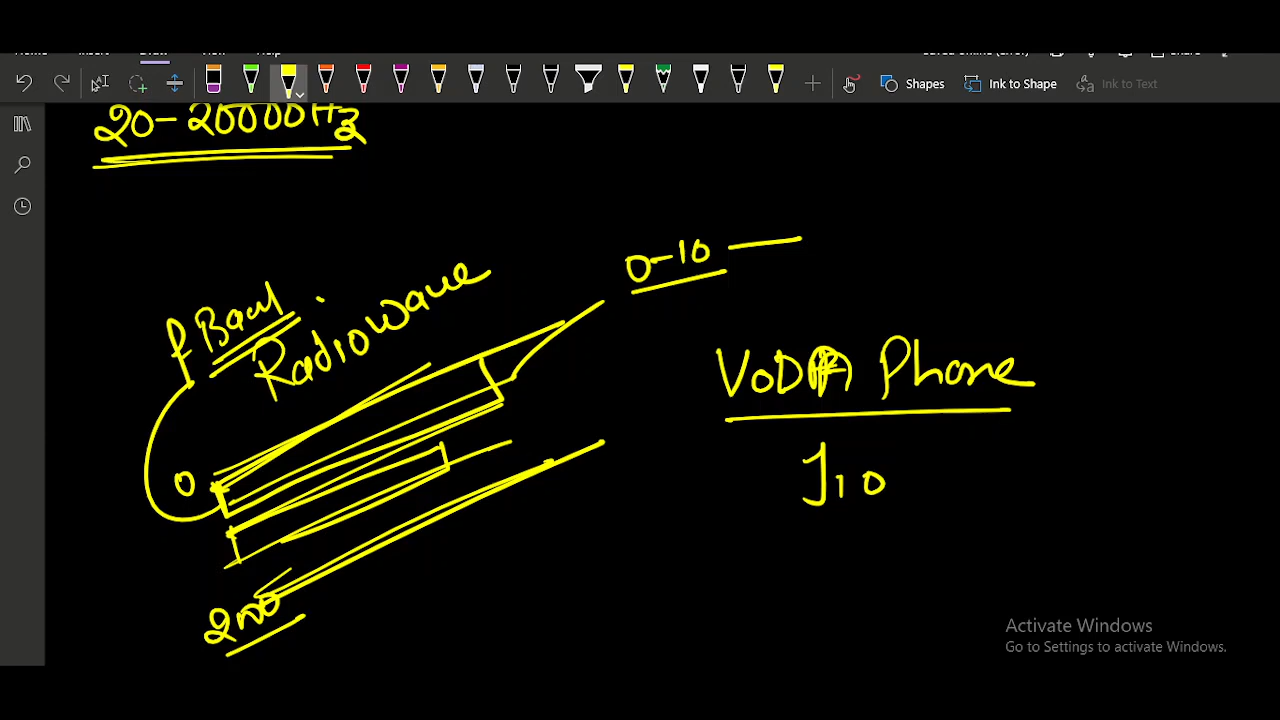 Shapes
Ink to Shape
Ink to Text
20-20000Hz
0-10
f Band
Radiowave
VODA Phone
0
Jio
200
Activate Windows
Go to Settings to activate Windows.